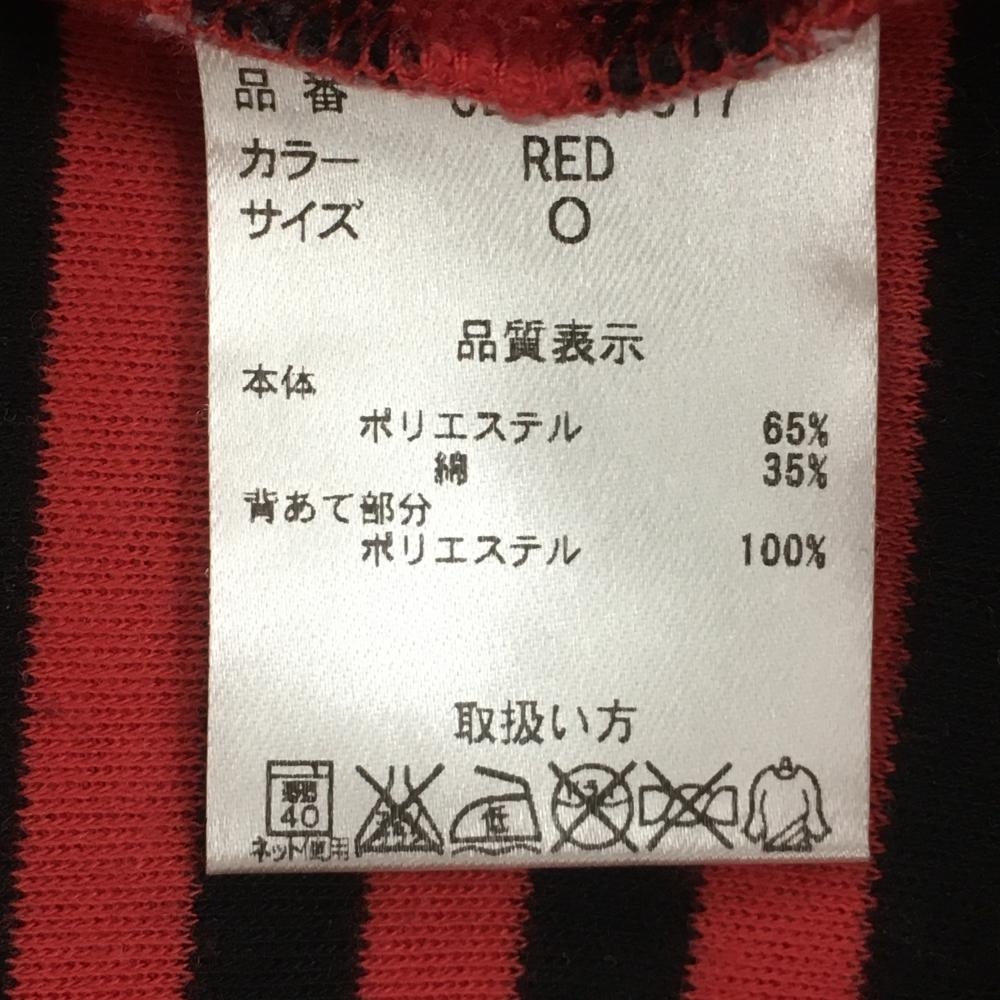 品番
カラー RED
サイズ O
品質表示
本体
ポリエステル 65%
綿 35%
背あて部分
ポリエステル 100%
取扱い方
40 低
ネット使用